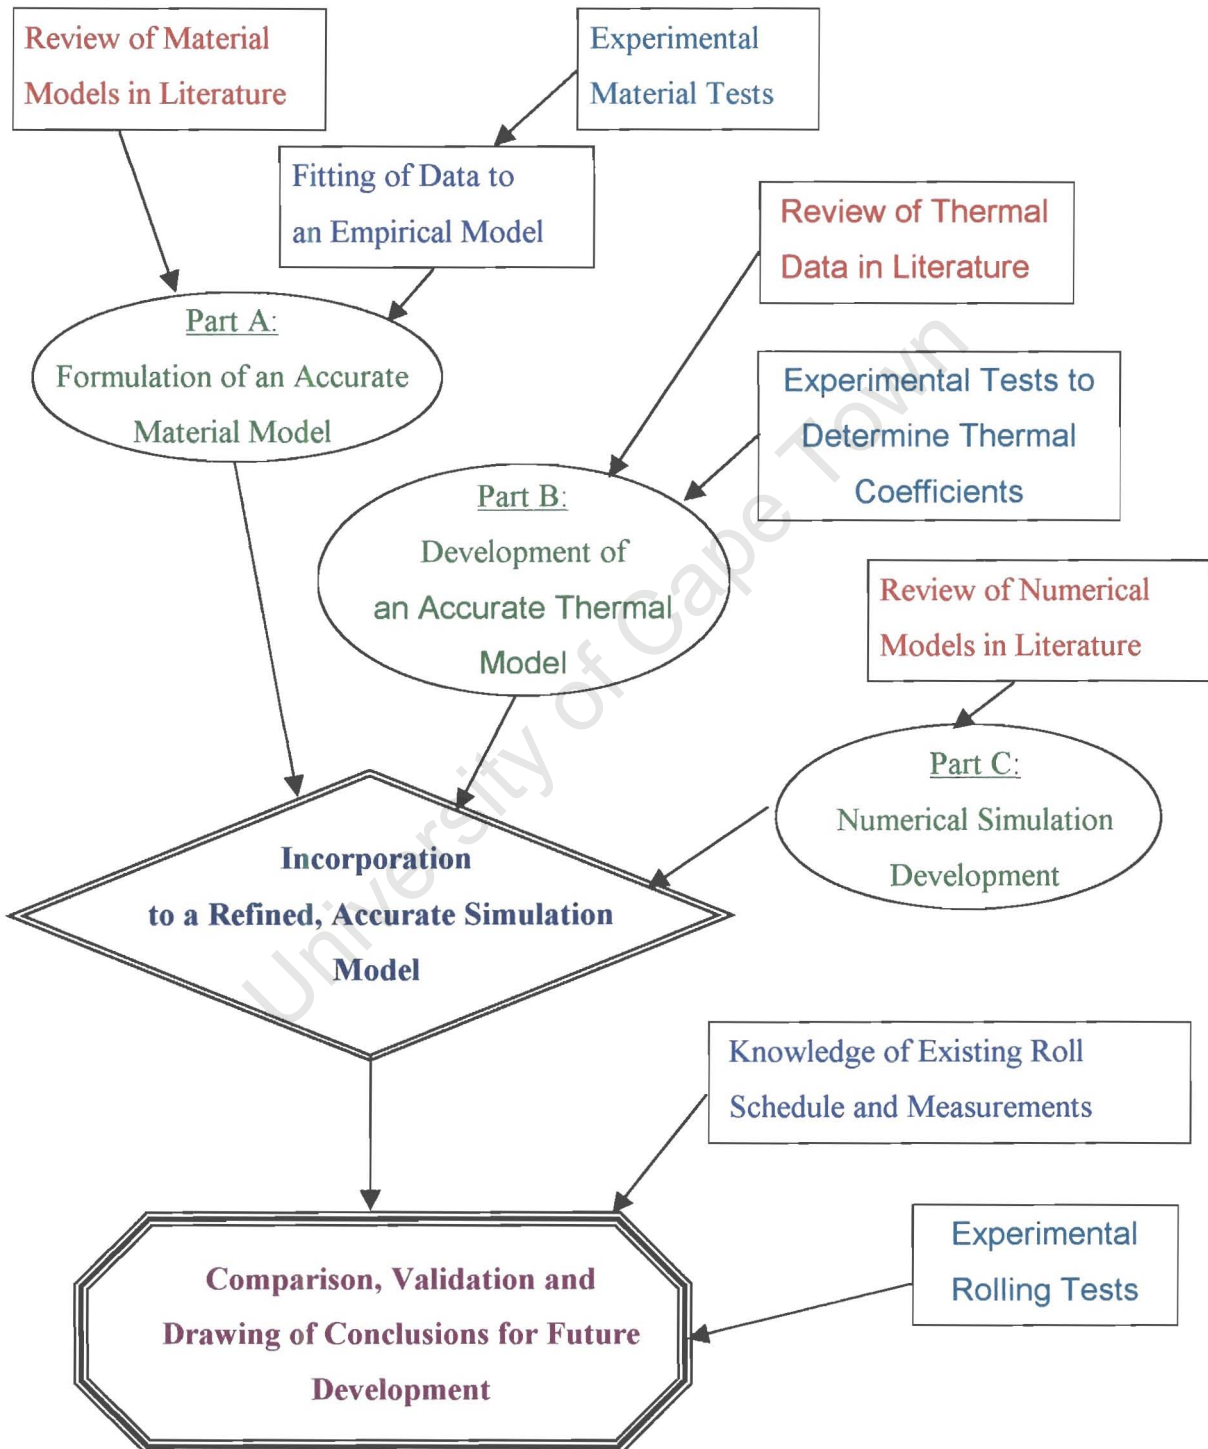 Review of Material
Models in Literature
Experimental
Material Tests
Fitting of Data to
an Empirical Model
Review of Thermal
Data in Literature
Part A:
Formulation of an Accurate
Material Model
Experimental Tests to
Determine Thermal
Coefficients
Part B:
Development of
an Accurate Thermal
Model
Review of Numerical
Models in Literature
Part C:
Numerical Simulation
Development
Incorporation
to a Refined, Accurate Simulation
Model
Knowledge of Existing Roll
Schedule and Measurements
Experimental
Rolling Tests
Comparison, Validation and
Drawing of Conclusions for Future
Development
University of Cape Town